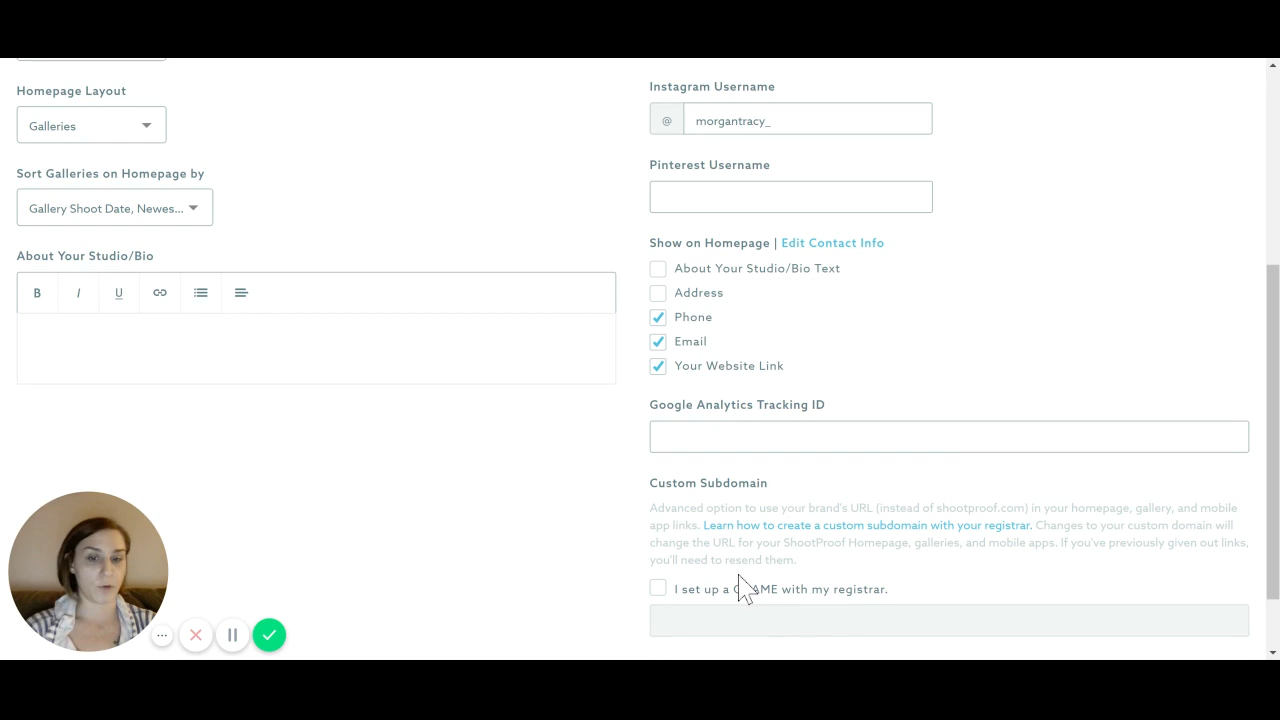 Homepage Layout
Galleries
Sort Galleries on Homepage by
Gallery Shoot Date, Newes...
About Your Studio/Bio
B I U
Instagram Username
@ morgantracy_
Pinterest Username
Show on Homepage | Edit Contact Info
About Your Studio/Bio Text
Address
Phone
Email
Your Website Link
Google Analytics Tracking ID
Custom Subdomain
Advanced option to use your brand's URL (instead of shootproof.com) in your homepage, gallery, and mobile
app links. Learn how to create a custom subdomain with your registrar. Changes to your custom domain will
change the URL for your ShootProof Homepage, galleries, and mobile apps. If you've previously given out links,
you'll need to resend them.
I set up a CNAME with my registrar.